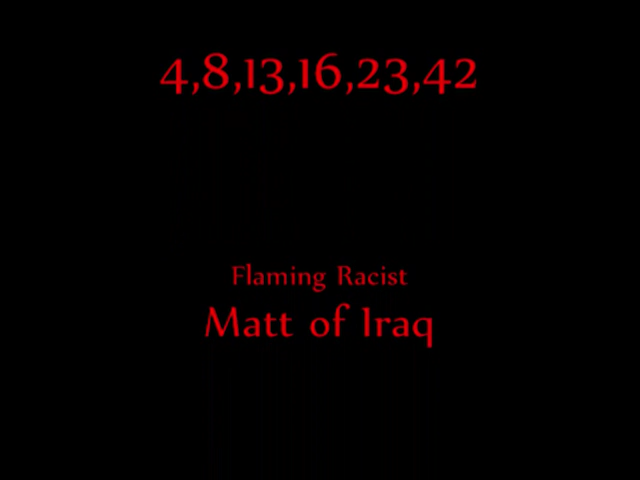 4,8,13,16,23,42
Flaming Racist
Matt of Iraq